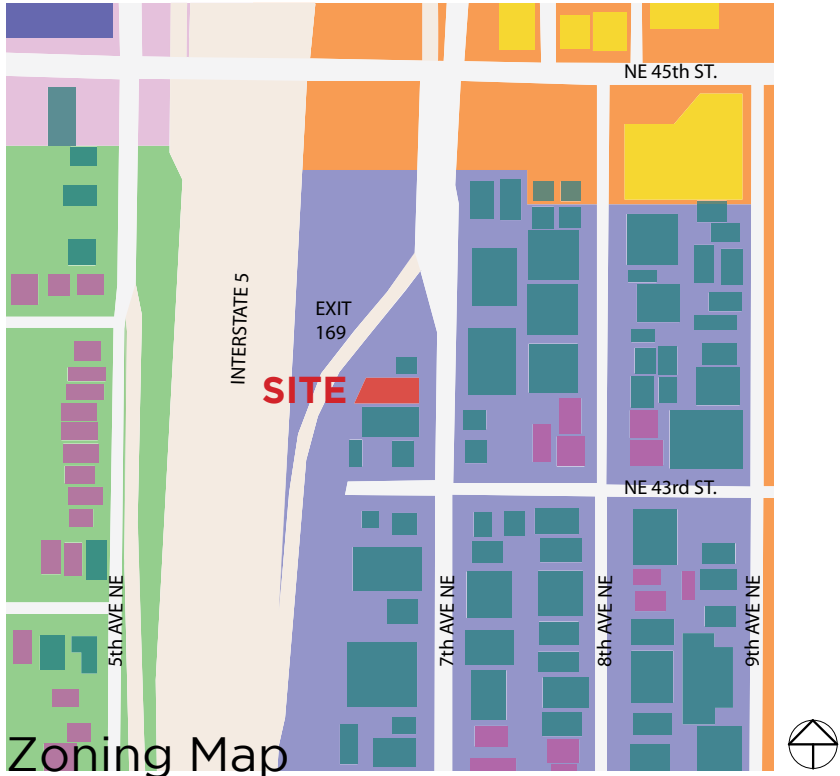 NE 45th ST.
INTERSTATE 5
EXIT
169
SITE
NE 43rd ST.
5th AVE NE
7th AVE NE
8th AVE NE
9th AVE NE
Zoning Map